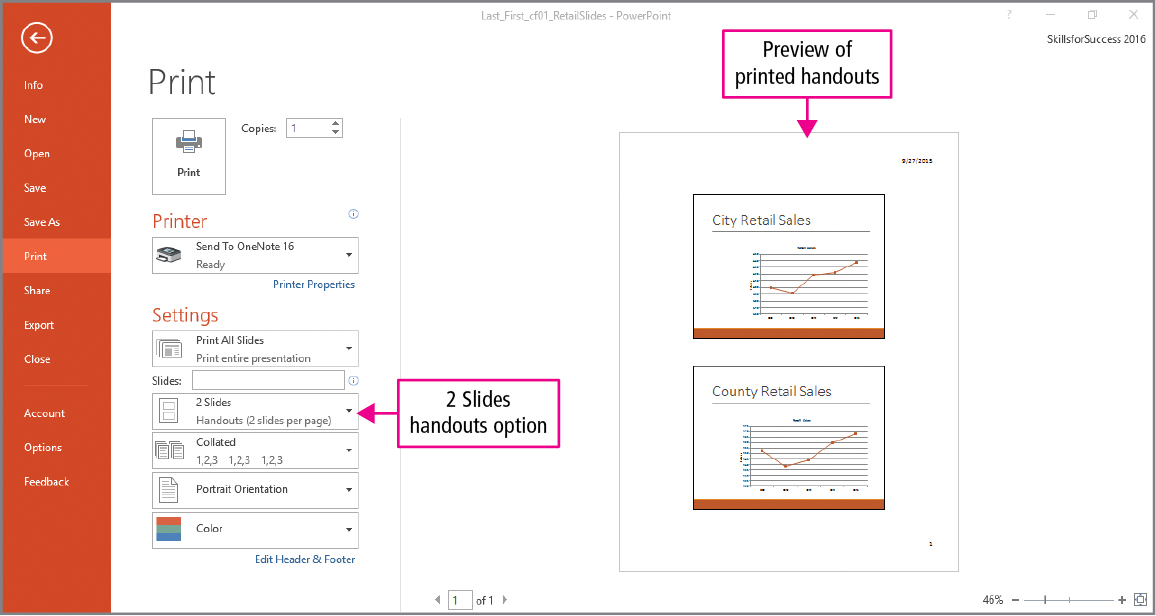 Last_First_cf01_RetailSlides - PowerPoint
?
SkillsforSuccess 2016
Info
New
Open
Save
Save As
Print
Share
Export
Close
Account
Options
Feedback
Print
Print
Copies: 1
Printer
Send To OneNote 16
Ready
Printer Properties
Settings
Print All Slides
Print entire presentation
Slides:
2 Slides
Handouts (2 slides per page)
Collated
1,2,3 1,2,3 1,2,3
Portrait Orientation
Color
Edit Header & Footer
2 Slides
handouts option
Preview of
printed handouts
9/27/2015
City Retail Sales
County Retail Sales
Retail Sales
1
1 of 1
46%